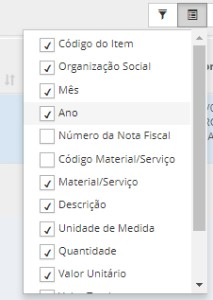 Código do Item
Organização Social
Mês
Ano
Número da Nota Fiscal
Código Material/Serviço
Material/Serviço
Descrição
Unidade de Medida
Quantidade
Valor Unitário